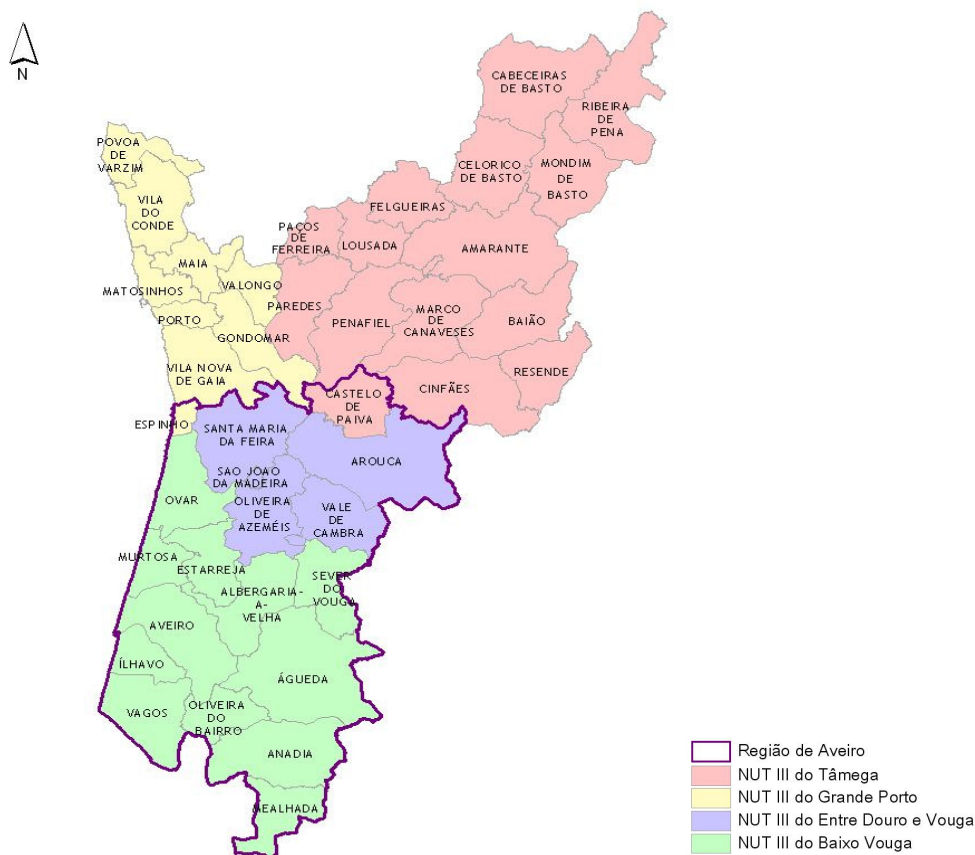 N
CABECEIRAS
DE BASTO
RIBEIRA
DE
PENA
POVOA
DE
VARZIM
CELORICO
DE BASTO
MONDIM
DE
BASTO
VILA
DO
CONDE
FELGUEIRAS
PAÇOS
DE
FERREIRA
LOUSADA
AMARANTE
MAIA
MATOSINHOS
VALONGO
PAREDES
PORTO
PENAFIEL
MARCO
DE
CANAVESES
BAIÃO
GONDOMAR
VILA NOVA
DE GAIA
RESENDE
CINFÃES
CASTELO
DE
PAIVA
ESPINHO
SANTA MARIA
DA FEIRA
AROUCA
SAO JOAO
DA MADEIRA
OVAR
OLIVEIRA
DE
AZEMÉIS
VALE
DE
CAMBRA
MURTOSA
ESTARREJA
SEVER
DO
VOUGA
ALBERGARIA-
A-
VELHA
AVEIRO
ÍLHAVO
ÁGUEDA
VAGOS
OLIVEIRA
DO
BAIRRO
ANADIA
MEALHADA
Região de Aveiro
NUT III do Tâmega
NUT III do Grande Porto
NUT III do Entre Douro e Vouga
NUT III do Baixo Vouga